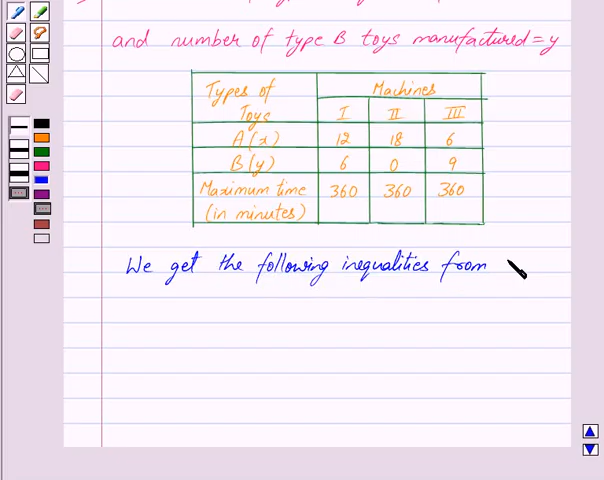 and number of type B toys manufactured = y
Types of Toys Machines
I II III
A(x) 12 18 6
B(y) 6 0 9
Maximum time (in minutes) 360 360 360
We get the following inequalities from